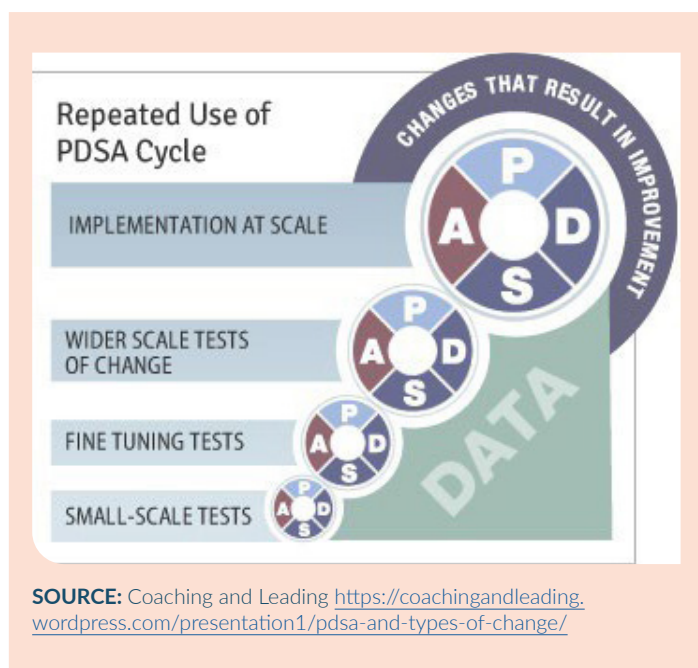 Repeated Use of
PDSA Cycle
CHANGES THAT RESULT IN IMPROVEMENT
IMPLEMENTATION AT SCALE
P
A D
S
WIDER SCALE TESTS
OF CHANGE
P
A D
S
FINE TUNING TESTS
P
A D
S
SMALL-SCALE TESTS
P
A D
S
DATA
SOURCE: Coaching and Leading https://coachingandleading.
wordpress.com/presentation1/pdsa-and-types-of-change/